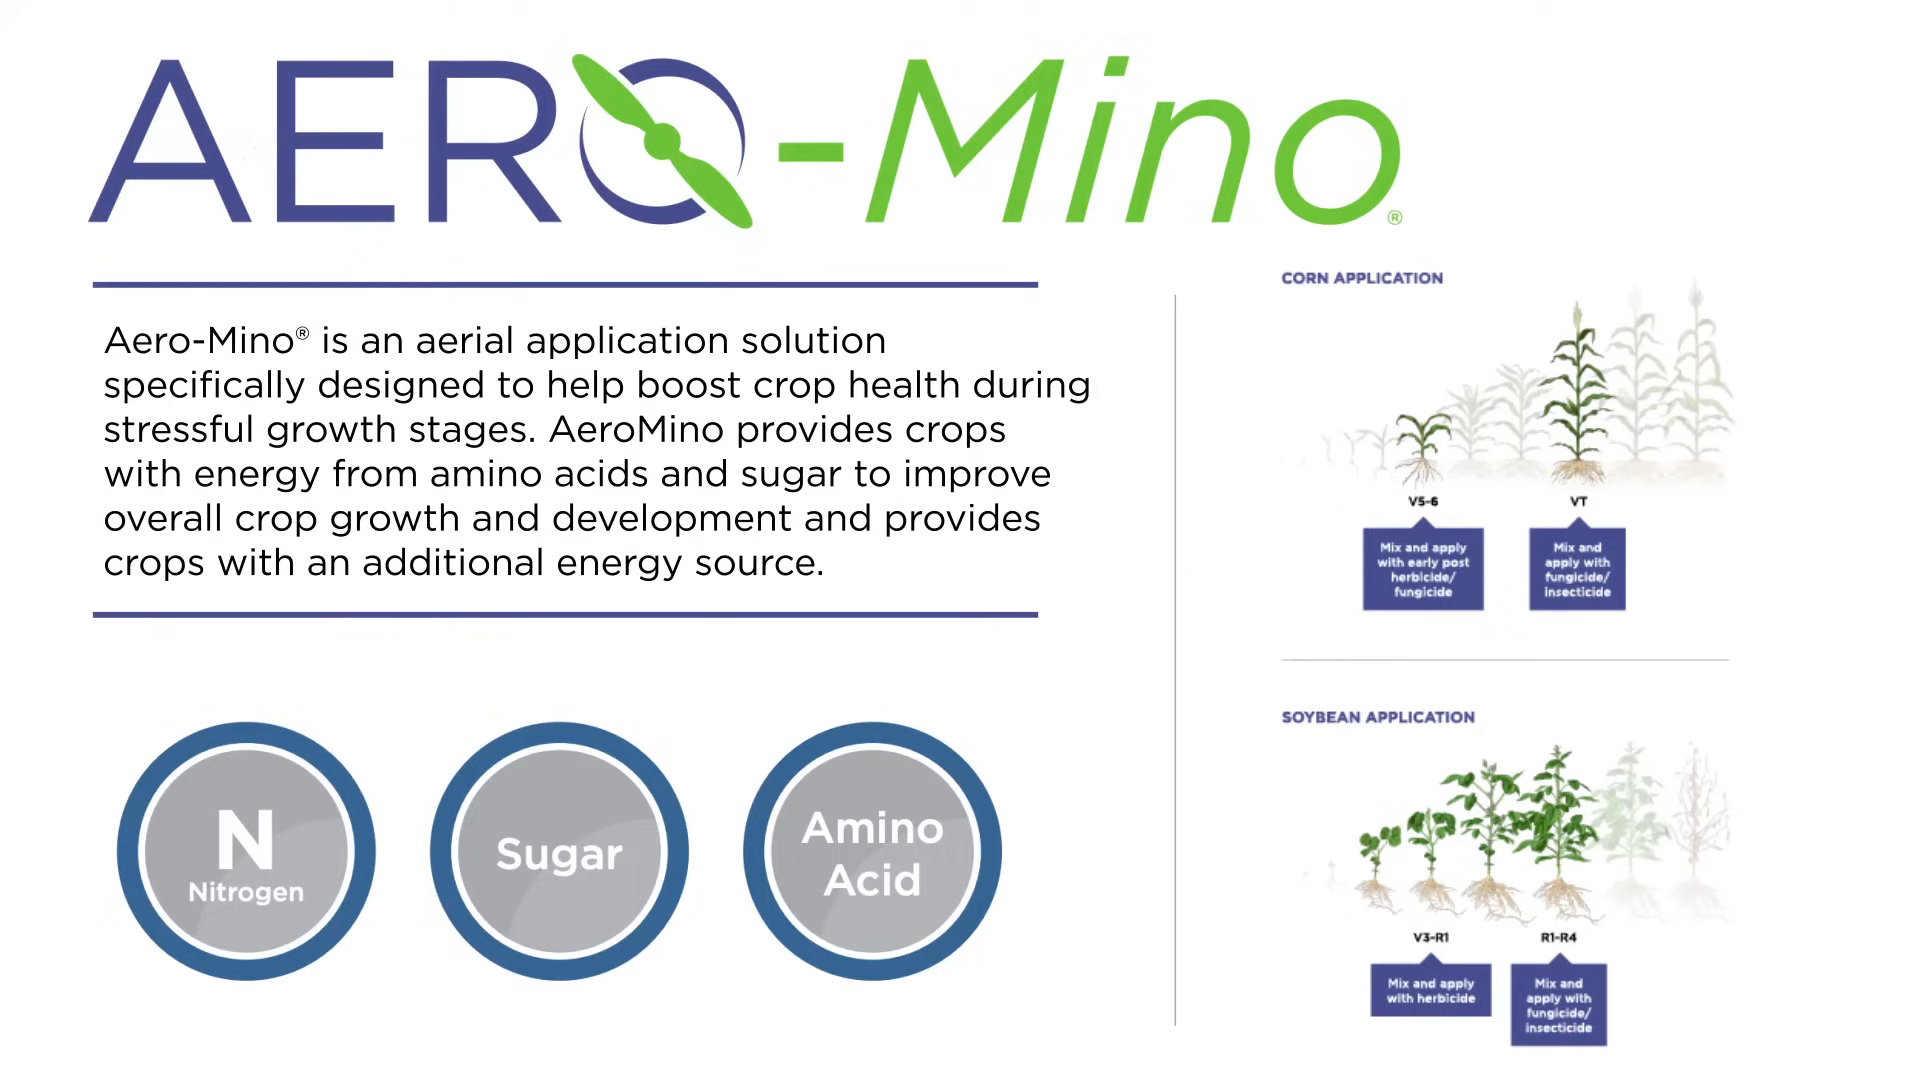 AERO-Mino®
Aero-Mino® is an aerial application solution
specifically designed to help boost crop health during
stressful growth stages. AeroMino provides crops
with energy from amino acids and sugar to improve
overall crop growth and development and provides
crops with an additional energy source.
N
Nitrogen
Sugar
Amino
Acid
CORN APPLICATION
V5-6
Mix and apply
with early post
herbicide/
fungicide
VT
Mix and
apply with
fungicide/
insecticide
SOYBEAN APPLICATION
V3-R1
Mix and apply
with herbicide
R1-R4
Mix and
apply with
fungicide/
insecticide